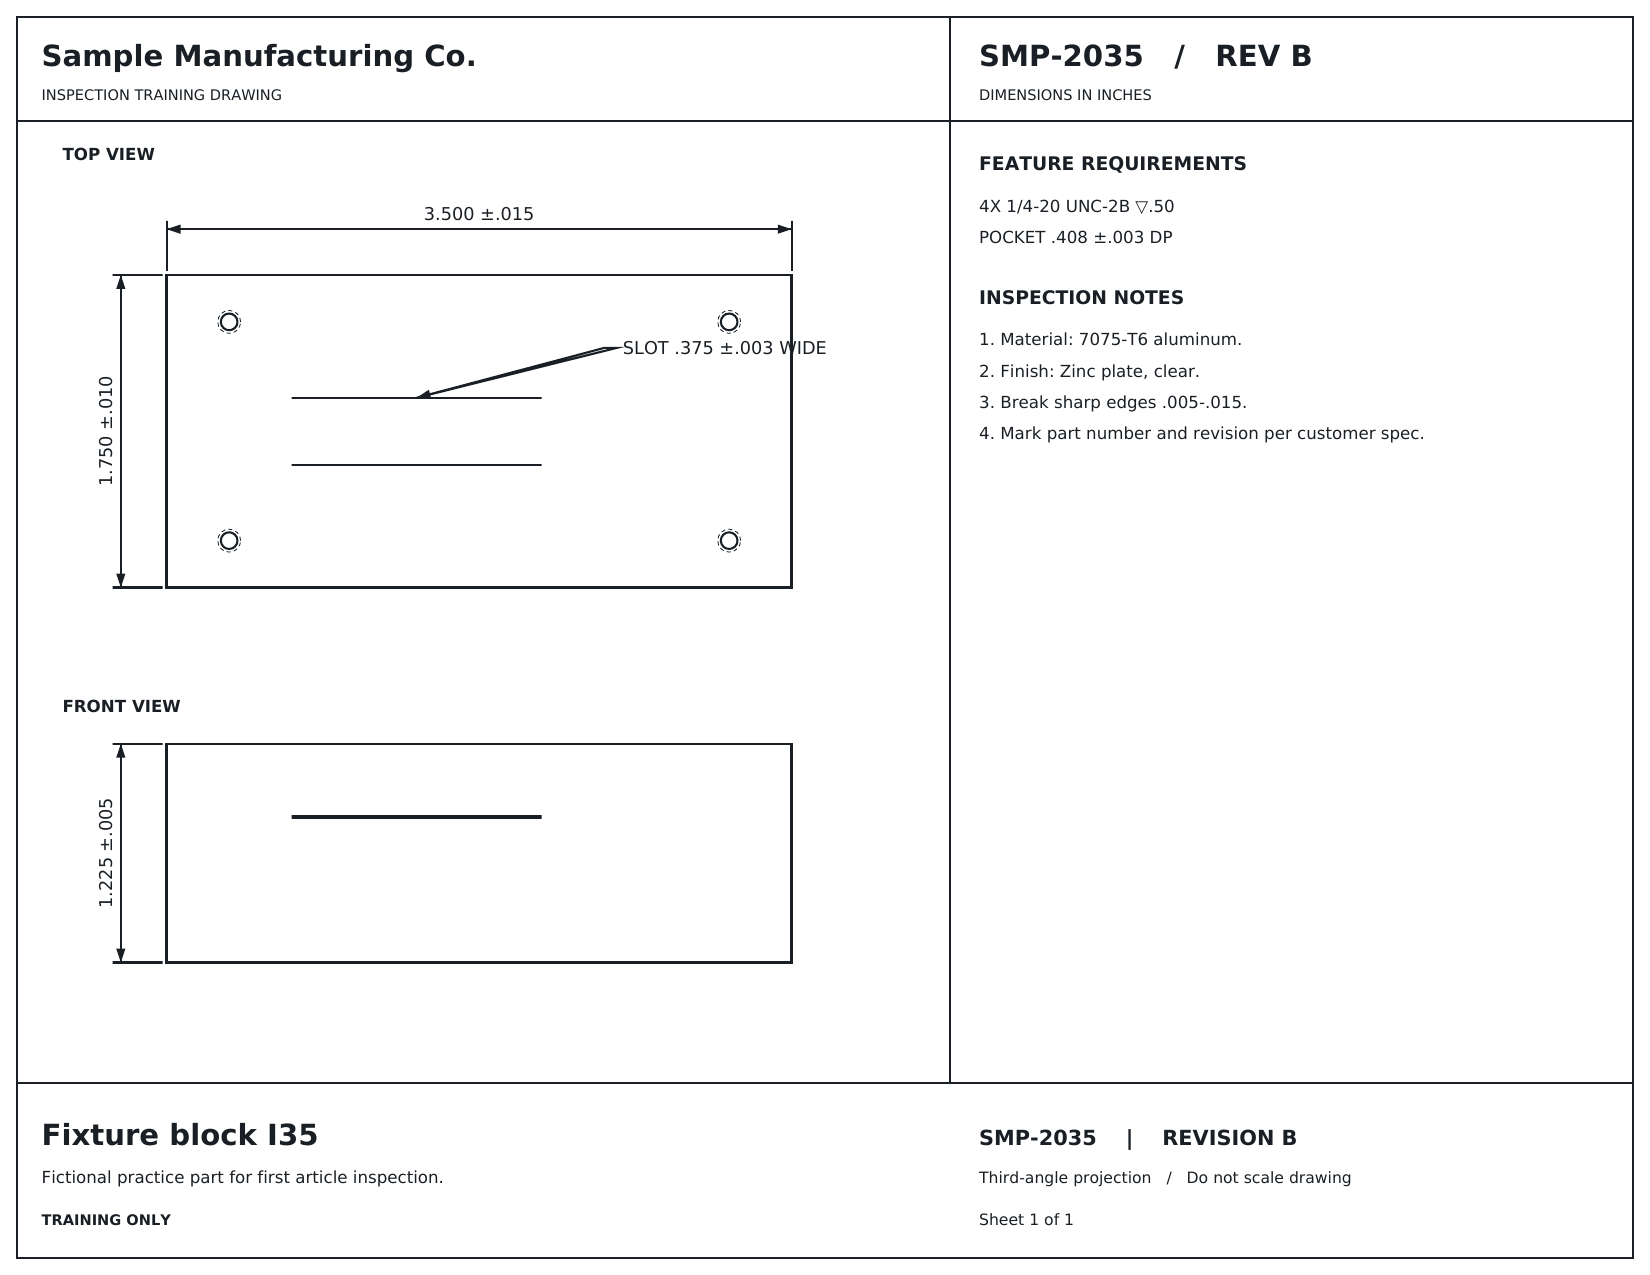 Sample Manufacturing Co.
INSPECTION TRAINING DRAWING
SMP-2035 / REV B
DIMENSIONS IN INCHES
TOP VIEW
3.500 ±.015
SLOT .375 ±.003 WIDE
1.750 ±.010
FRONT VIEW
1.225 ±.005
FEATURE REQUIREMENTS
4X 1/4-20 UNC-2B ▽.50
POCKET .408 ±.003 DP
INSPECTION NOTES
1. Material: 7075-T6 aluminum.
2. Finish: Zinc plate, clear.
3. Break sharp edges .005-.015.
4. Mark part number and revision per customer spec.
Fixture block I35
Fictional practice part for first article inspection.
TRAINING ONLY
SMP-2035 | REVISION B
Third-angle projection / Do not scale drawing
Sheet 1 of 1